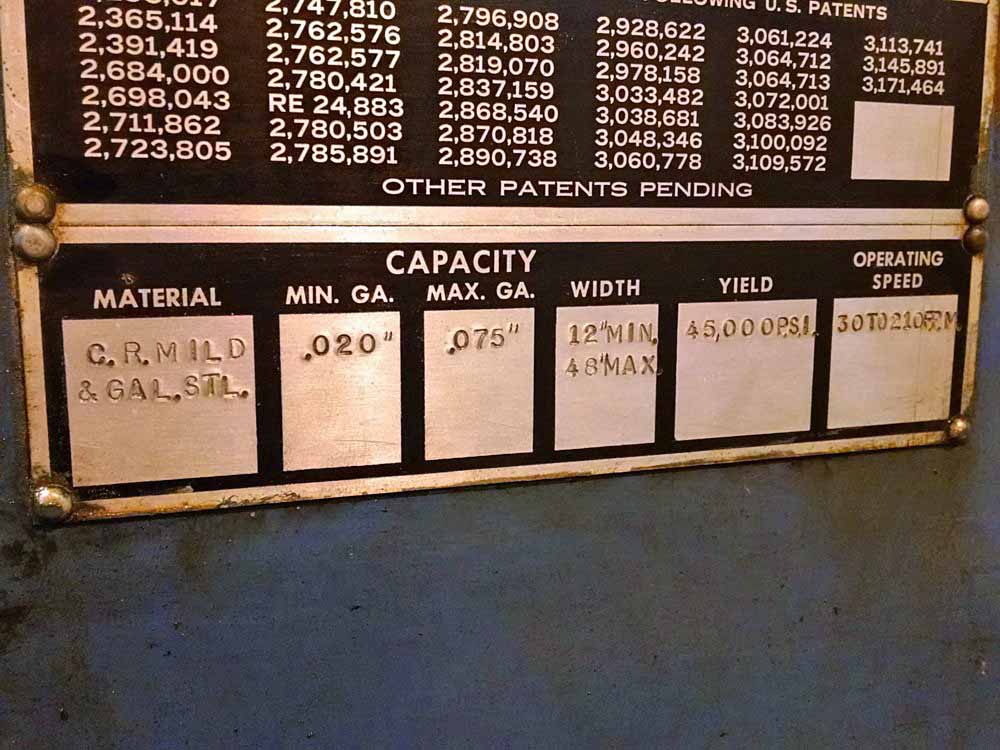 FOLLOWING U.S. PATENTS
2,365,114 2,747,810 2,796,908 2,928,622 3,061,224 3,113,741
2,391,419 2,762,576 2,814,803 2,960,242 3,064,712 3,145,891
2,684,000 2,762,577 2,819,070 2,978,158 3,064,713 3,171,464
2,698,043 2,780,421 2,837,159 3,033,482 3,072,001
2,711,862 RE 24,883 2,868,540 3,038,681 3,083,926
2,723,805 2,780,503 2,870,818 3,048,346 3,100,092
2,785,891 2,890,738 3,060,778 3,109,572
OTHER PATENTS PENDING
CAPACITY
MATERIAL MIN. GA. MAX. GA. WIDTH YIELD OPERATING
SPEED
C.R.MILD .020" .075" 12"MIN. 45,000P.S.I. 30TO210F.P.M
& GAL.STL. 48"MAX.